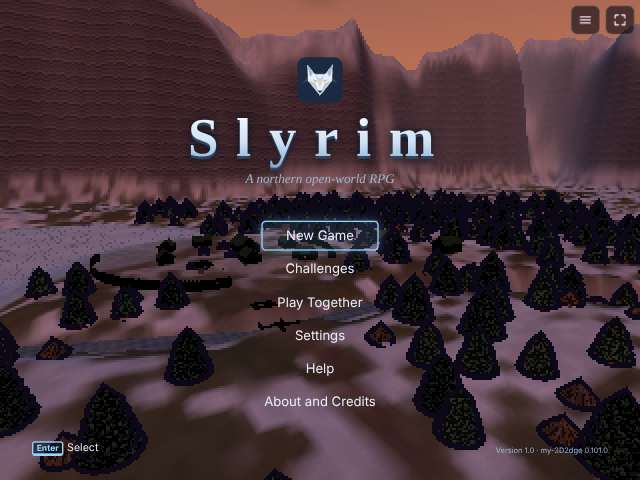 Slyrim
A northern open-world RPG
New Game
Challenges
Play Together
Settings
Help
About and Credits
Enter Select
Version 1.0 · my-3D2dge 0.101.0